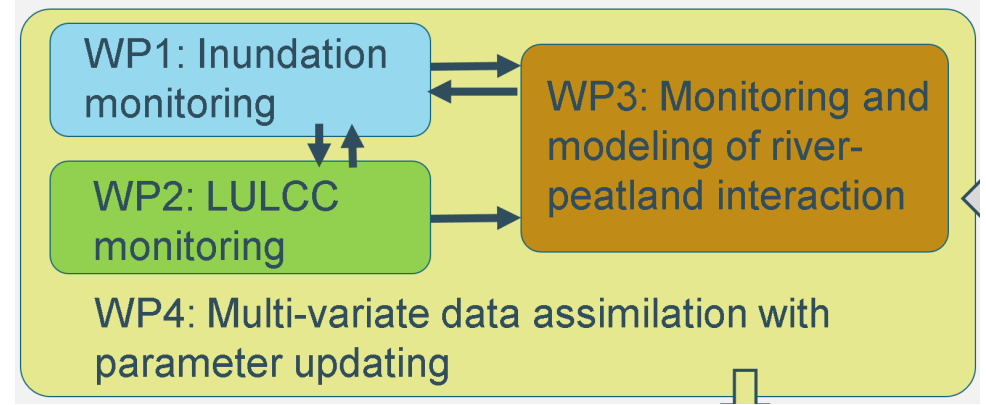 WP1: Inundation
monitoring
WP3: Monitoring and
modeling of river-
peatland interaction
WP2: LULCC
monitoring
WP4: Multi-variate data assimilation with
parameter updating